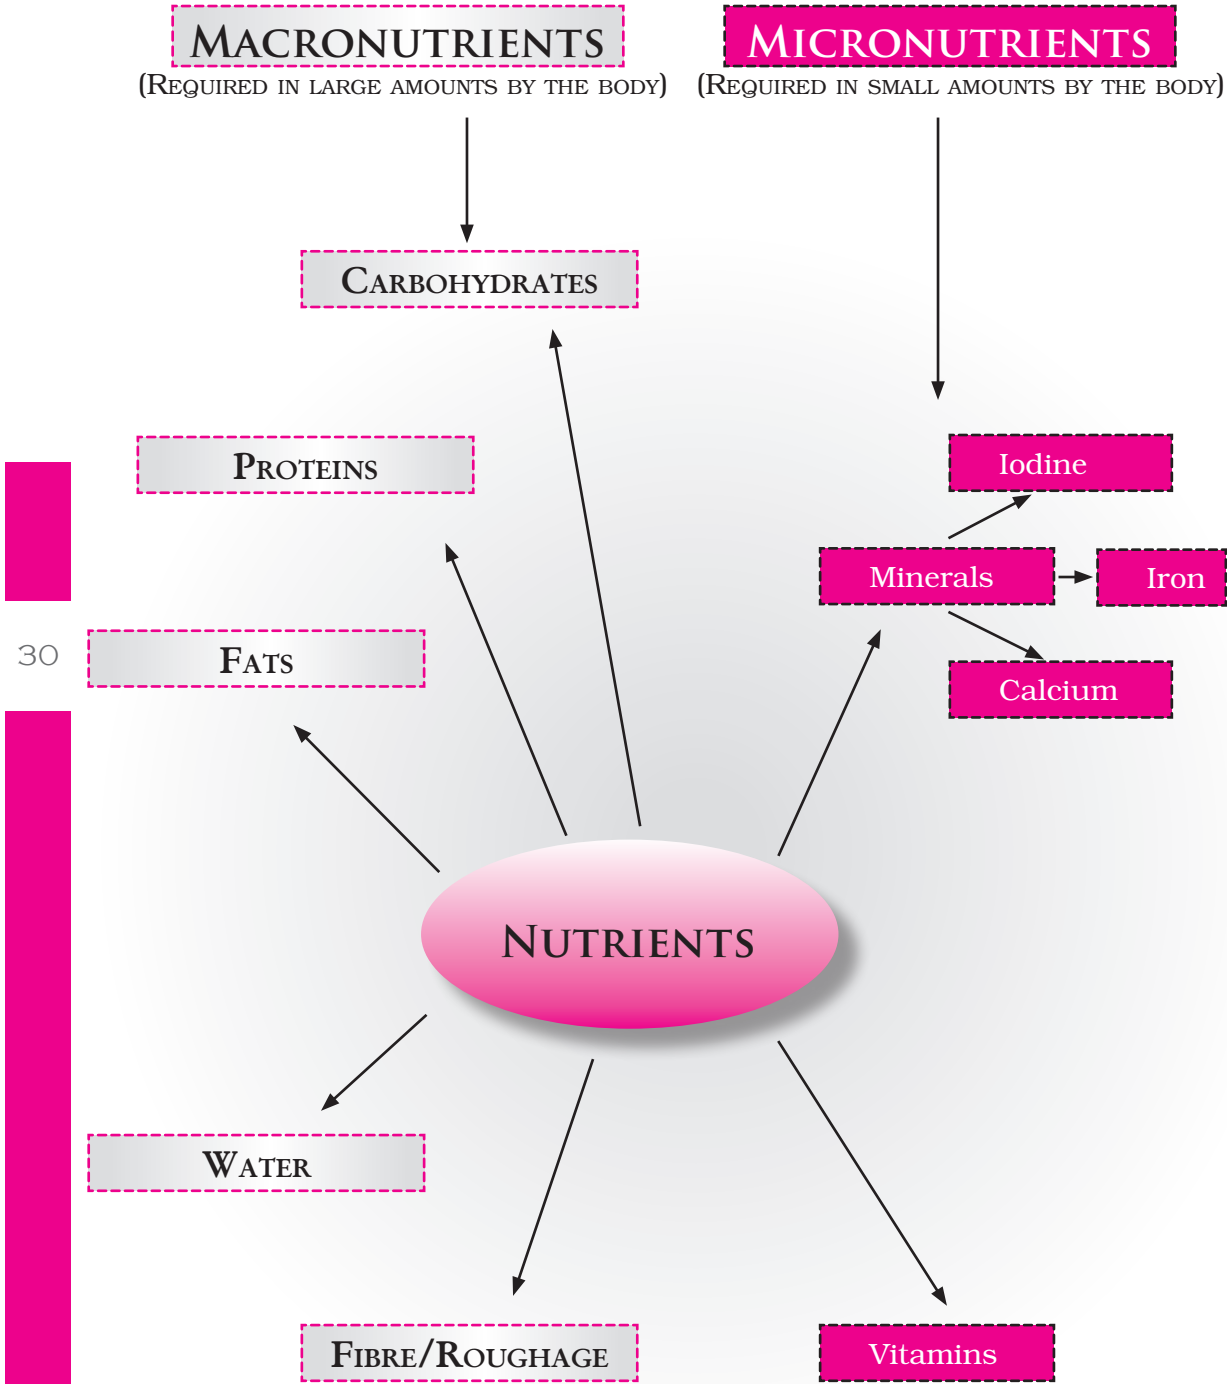 MACRONUTRIENTS
(REQUIRED IN LARGE AMOUNTS BY THE BODY)
MICRONUTRIENTS
(REQUIRED IN SMALL AMOUNTS BY THE BODY)
CARBOHYDRATES
PROTEINS
Iodine
Minerals
Iron
30
FATS
Calcium
NUTRIENTS
WATER
FIBRE/ROUGHAGE
Vitamins